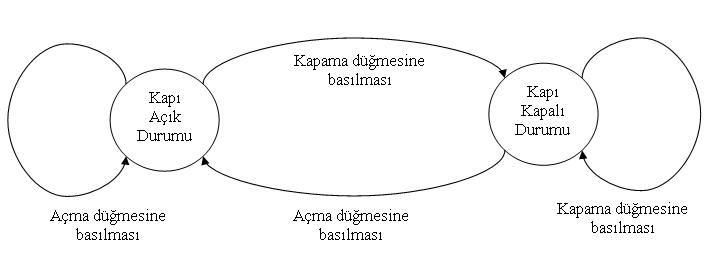 Kapama düğmesine
basılması
Kapı
Açık
Durumu
Kapı
Kapalı
Durumu
Açma düğmesine
basılması
Açma düğmesine
basılması
Kapama düğmesine
basılması